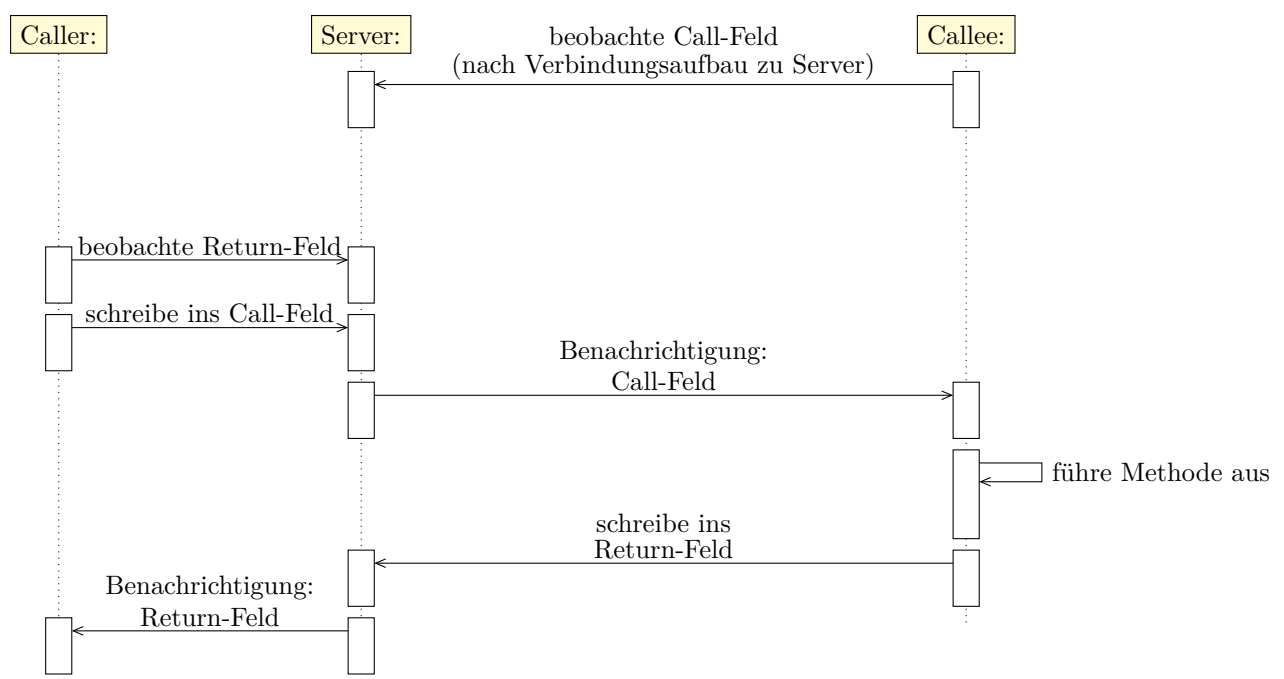 Caller:
Server:
Callee:
beobachte Call-Feld
(nach Verbindungsaufbau zu Server)
beobachte Return-Feld
schreibe ins Call-Feld
Benachrichtigung:
Call-Feld
führe Methode aus
schreibe ins
Return-Feld
Benachrichtigung:
Return-Feld